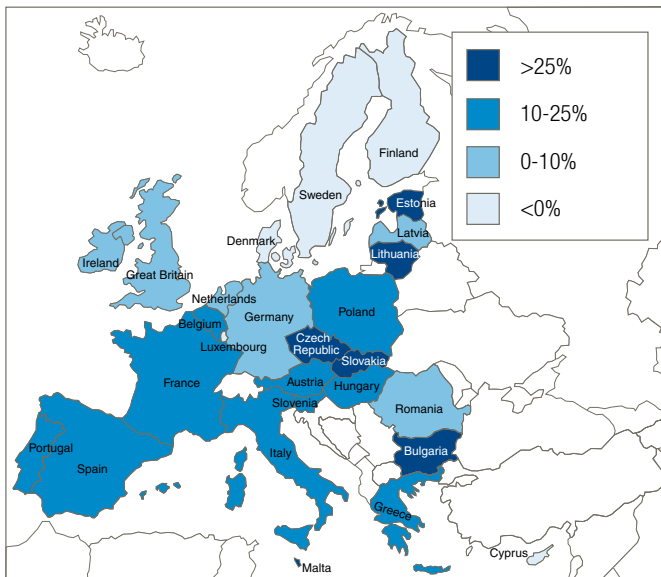 >25%
10-25%
0-10%
<0%
Finland
Sweden
Estonia
Latvia
Lithuania
Denmark
Ireland
Great Britain
Netherlands
Belgium
Germany
Poland
Luxembourg
Czech
Republic
Slovakia
France
Austria
Hungary
Slovenia
Romania
Portugal
Spain
Italy
Bulgaria
Greece
Cyprus
Malta